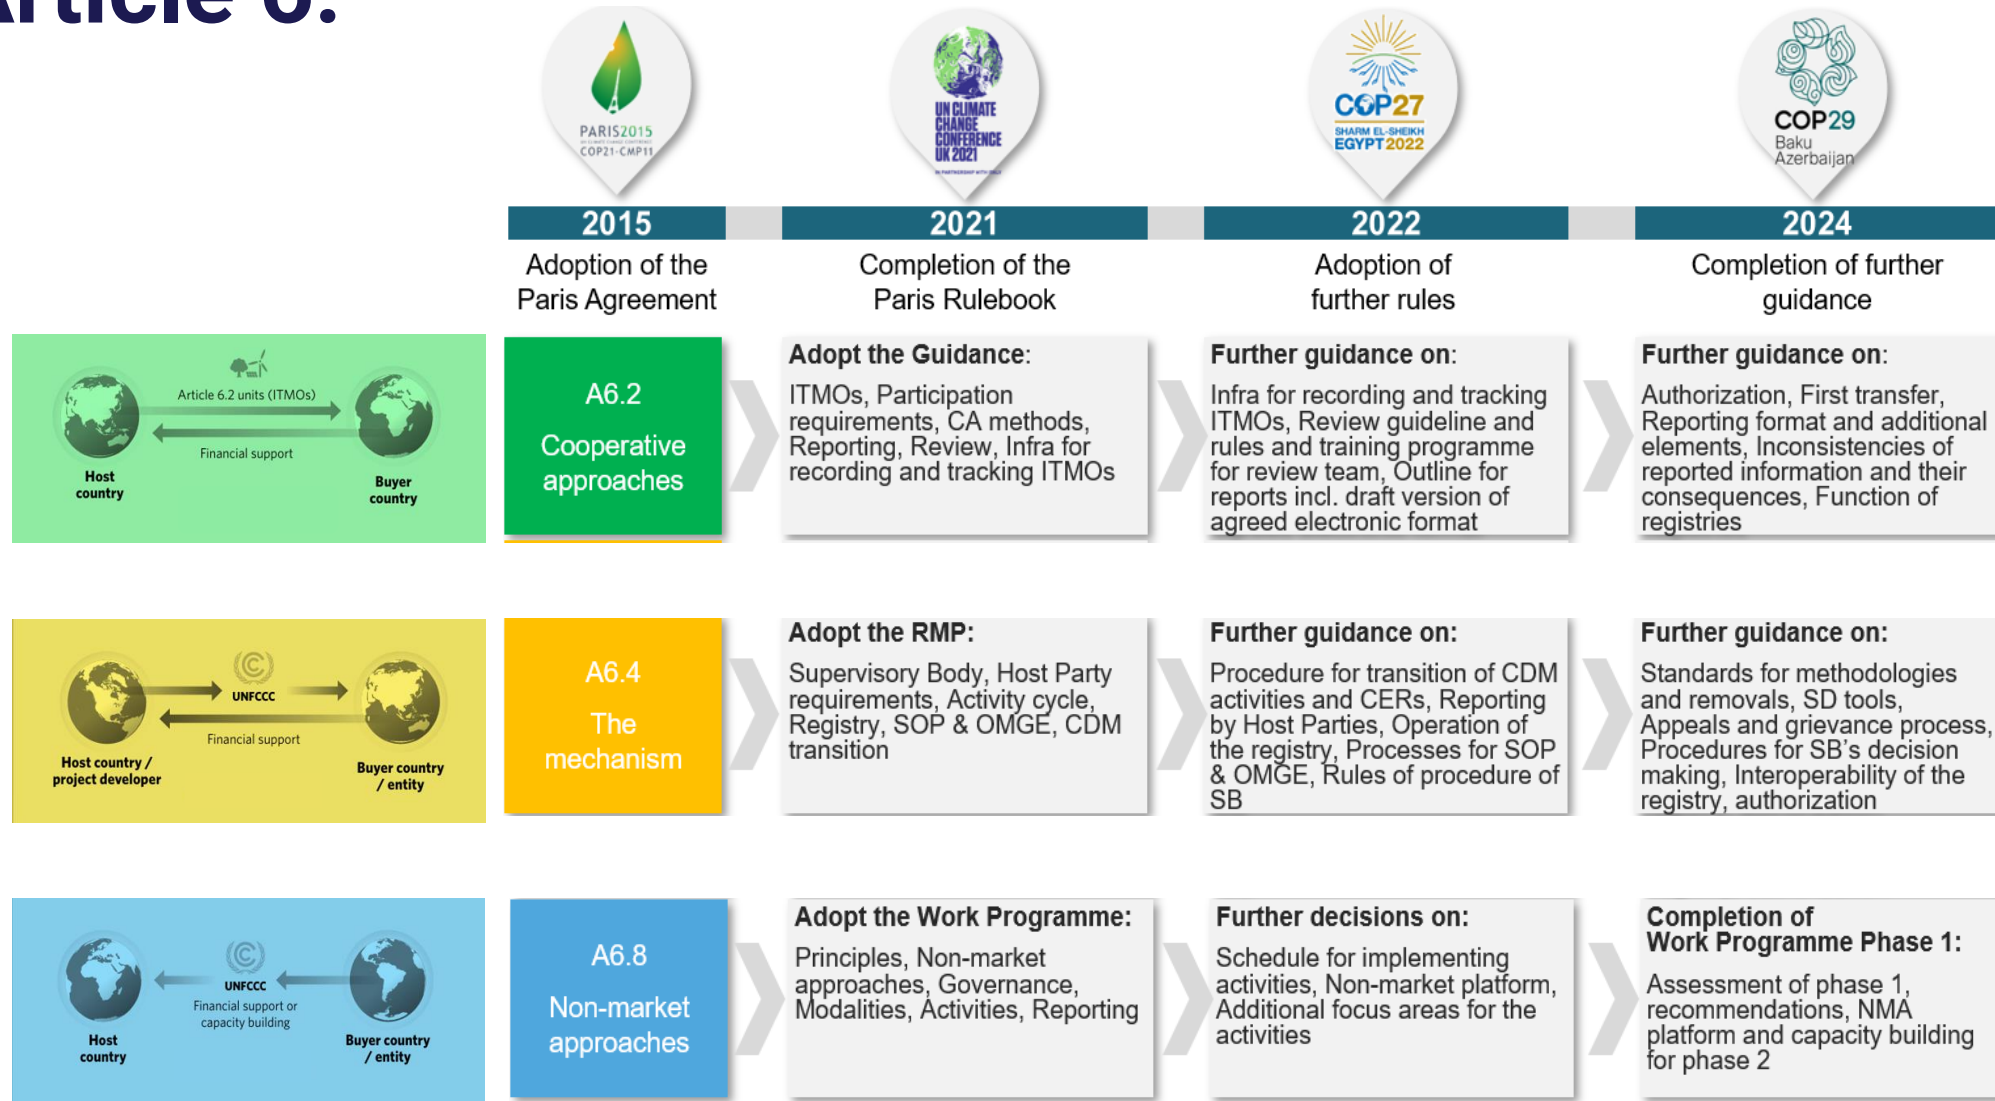 Article 6:
PARIS2015
UN CLIMATE CHANGE CONFERENCE
COP21·CMP11
UN CLIMATE
CHANGE
CONFERENCE
UK 2021
IN PARTNERSHIP WITH ITALY
COP27
SHARM EL-SHEIKH
EGYPT 2022
COP29
Baku
Azerbaijan
2015
2021
2022
2024
Adoption of the
Paris Agreement
Completion of the
Paris Rulebook
Adoption of
further rules
Completion of further
guidance
Article 6.2 units (ITMOs)
Financial support
Host
country
Buyer
country
A6.2
Cooperative
approaches
Adopt the Guidance:
ITMOs, Participation
requirements, CA methods,
Reporting, Review, Infra for
recording and tracking ITMOs
Further guidance on:
Infra for recording and tracking
ITMOs, Review guideline and
rules and training programme
for review team, Outline for
reports incl. draft version of
agreed electronic format
Further guidance on:
Authorization, First transfer,
Reporting format and additional
elements, Inconsistencies of
reported information and their
consequences, Function of
registries
UNFCCC
Financial support
Host country /
project developer
Buyer country
/ entity
A6.4
The
mechanism
Adopt the RMP:
Supervisory Body, Host Party
requirements, Activity cycle,
Registry, SOP & OMGE, CDM
transition
Further guidance on:
Procedure for transition of CDM
activities and CERs, Reporting
by Host Parties, Operation of
the registry, Processes for SOP
& OMGE, Rules of procedure of
SB
Further guidance on:
Standards for methodologies
and removals, SD tools,
Appeals and grievance process,
Procedures for SB's decision
making, Interoperability of the
registry, authorization
UNFCCC
Financial support or
capacity building
Host
country
Buyer country
/ entity
A6.8
Non-market
approaches
Adopt the Work Programme:
Principles, Non-market
approaches, Governance,
Modalities, Activities, Reporting
Further decisions on:
Schedule for implementing
activities, Non-market platform,
Additional focus areas for the
activities
Completion of
Work Programme Phase 1:
Assessment of phase 1,
recommendations, NMA
platform and capacity building
for phase 2